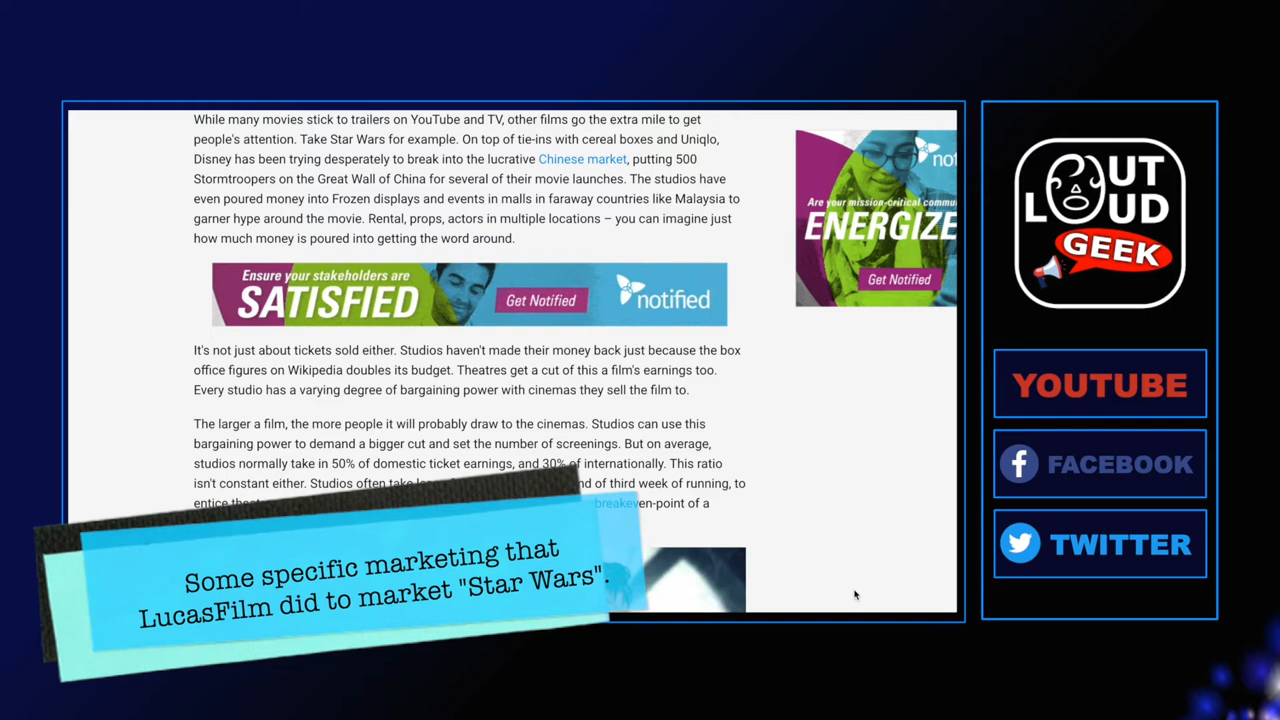 While many movies stick to trailers on YouTube and TV, other films go the extra mile to get
people's attention. Take Star Wars for example. On top of tie-ins with cereal boxes and Uniqlo,
Disney has been trying desperately to break into the lucrative Chinese market, putting 500
Stormtroopers on the Great Wall of China for several of their movie launches. The studios have
even poured money into Frozen displays and events in malls in faraway countries like Malaysia to
garner hype around the movie. Rental, props, actors in multiple locations – you can imagine just
how much money is poured into getting the word around.
Ensure your stakeholders are
SATISFIED
Get Notified
notified
It's not just about tickets sold either. Studios haven't made their money back just because the box
office figures on Wikipedia doubles its budget. Theatres get a cut of this a film's earnings too.
Every studio has a varying degree of bargaining power with cinemas they sell the film to.
The larger a film, the more people it will probably draw to the cinemas. Studios can use this
bargaining power to demand a bigger cut and set the number of screenings. But on average,
studios normally take in 50% of domestic ticket earnings, and 30% of internationally. This ratio
isn't constant either. Studios often take nd of third week of running, to
entice breakeven-point of a
Some specific marketing that
LucasFilm did to market "Star Wars".
not
Are your mission-critical commu
ENERGIZE
Get Notified
OUT
LOUD
GEEK
YOUTUBE
FACEBOOK
TWITTER